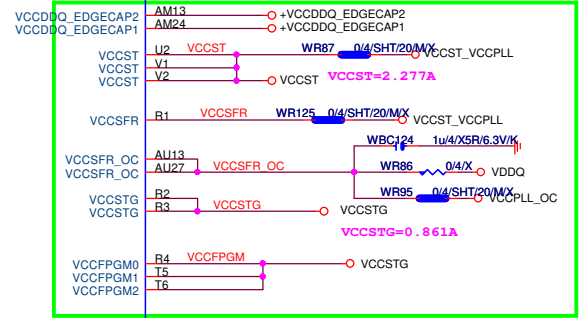 VCCDDQ_EDGECAP2 AM13 +VCCDDQ_EDGECAP2
VCCDDQ_EDGECAP1 AM24 +VCCDDQ_EDGECAP1
VCCST U2 VCCST WR87 0/4/SHT/20/M/X VCCST_VCCPLL
VCCST V1
VCCST V2 VCCST VCCST=2.277A
VCCSFR R1 VCCSFR WR125 0/4/SHT/20/M/X VCCST_VCCPLL
WBC124 1u/4/X5R/6.3V/K
VCCSFR_OC AU13
VCCSFR_OC AU27 VCCSFR_OC WR86 0/4/X VDDQ
VCCSTG R2 WR95 0/4/SHT/20/M/X VCCPLL_OC
VCCSTG R3 VCCSTG VCCSTG
VCCSTG=0.861A
VCCFPGM0 R4 VCCFPGM VCCSTG
VCCFPGM1 T5
VCCFPGM2 T6